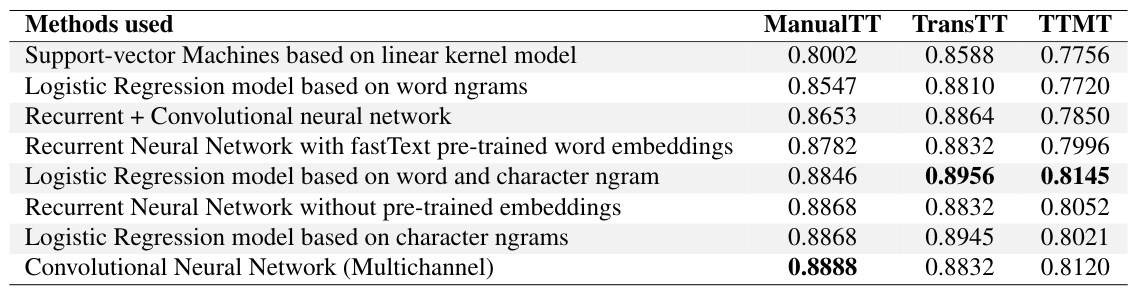 Methods used ManualTT TransTT TTMT
Support-vector Machines based on linear kernel model 0.8002 0.8588 0.7756
Logistic Regression model based on word ngrams 0.8547 0.8810 0.7720
Recurrent + Convolutional neural network 0.8653 0.8864 0.7850
Recurrent Neural Network with fastText pre-trained word embeddings 0.8782 0.8832 0.7996
Logistic Regression model based on word and character ngram 0.8846 0.8956 0.8145
Recurrent Neural Network without pre-trained embeddings 0.8868 0.8832 0.8052
Logistic Regression model based on character ngrams 0.8868 0.8945 0.8021
Convolutional Neural Network (Multichannel) 0.8888 0.8832 0.8120